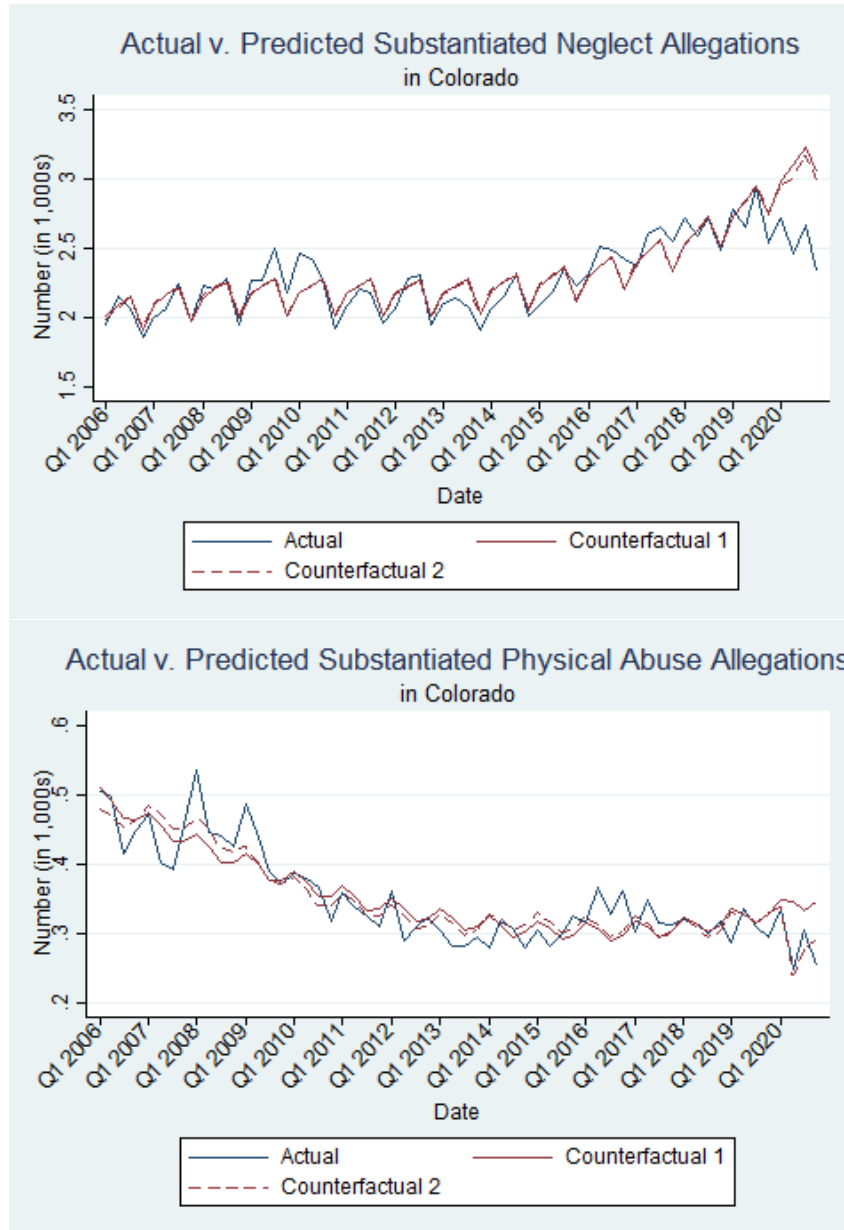 Actual v. Predicted Substantiated Neglect Allegations
in Colorado
Number (in 1,000s)
3.5
3
2.5
2
1.5
Q1 2006
Q1 2007
Q1 2008
Q1 2009
Q1 2010
Q1 2011
Q1 2012
Q1 2013
Q1 2014
Q1 2015
Q1 2016
Q1 2017
Q1 2018
Q1 2019
Q1 2020
Date
Actual
Counterfactual 1
Counterfactual 2
Actual v. Predicted Substantiated Physical Abuse Allegations
in Colorado
Number (in 1,000s)
.6
.5
.4
.3
.2
Q1 2006
Q1 2007
Q1 2008
Q1 2009
Q1 2010
Q1 2011
Q1 2012
Q1 2013
Q1 2014
Q1 2015
Q1 2016
Q1 2017
Q1 2018
Q1 2019
Q1 2020
Date
Actual
Counterfactual 1
Counterfactual 2